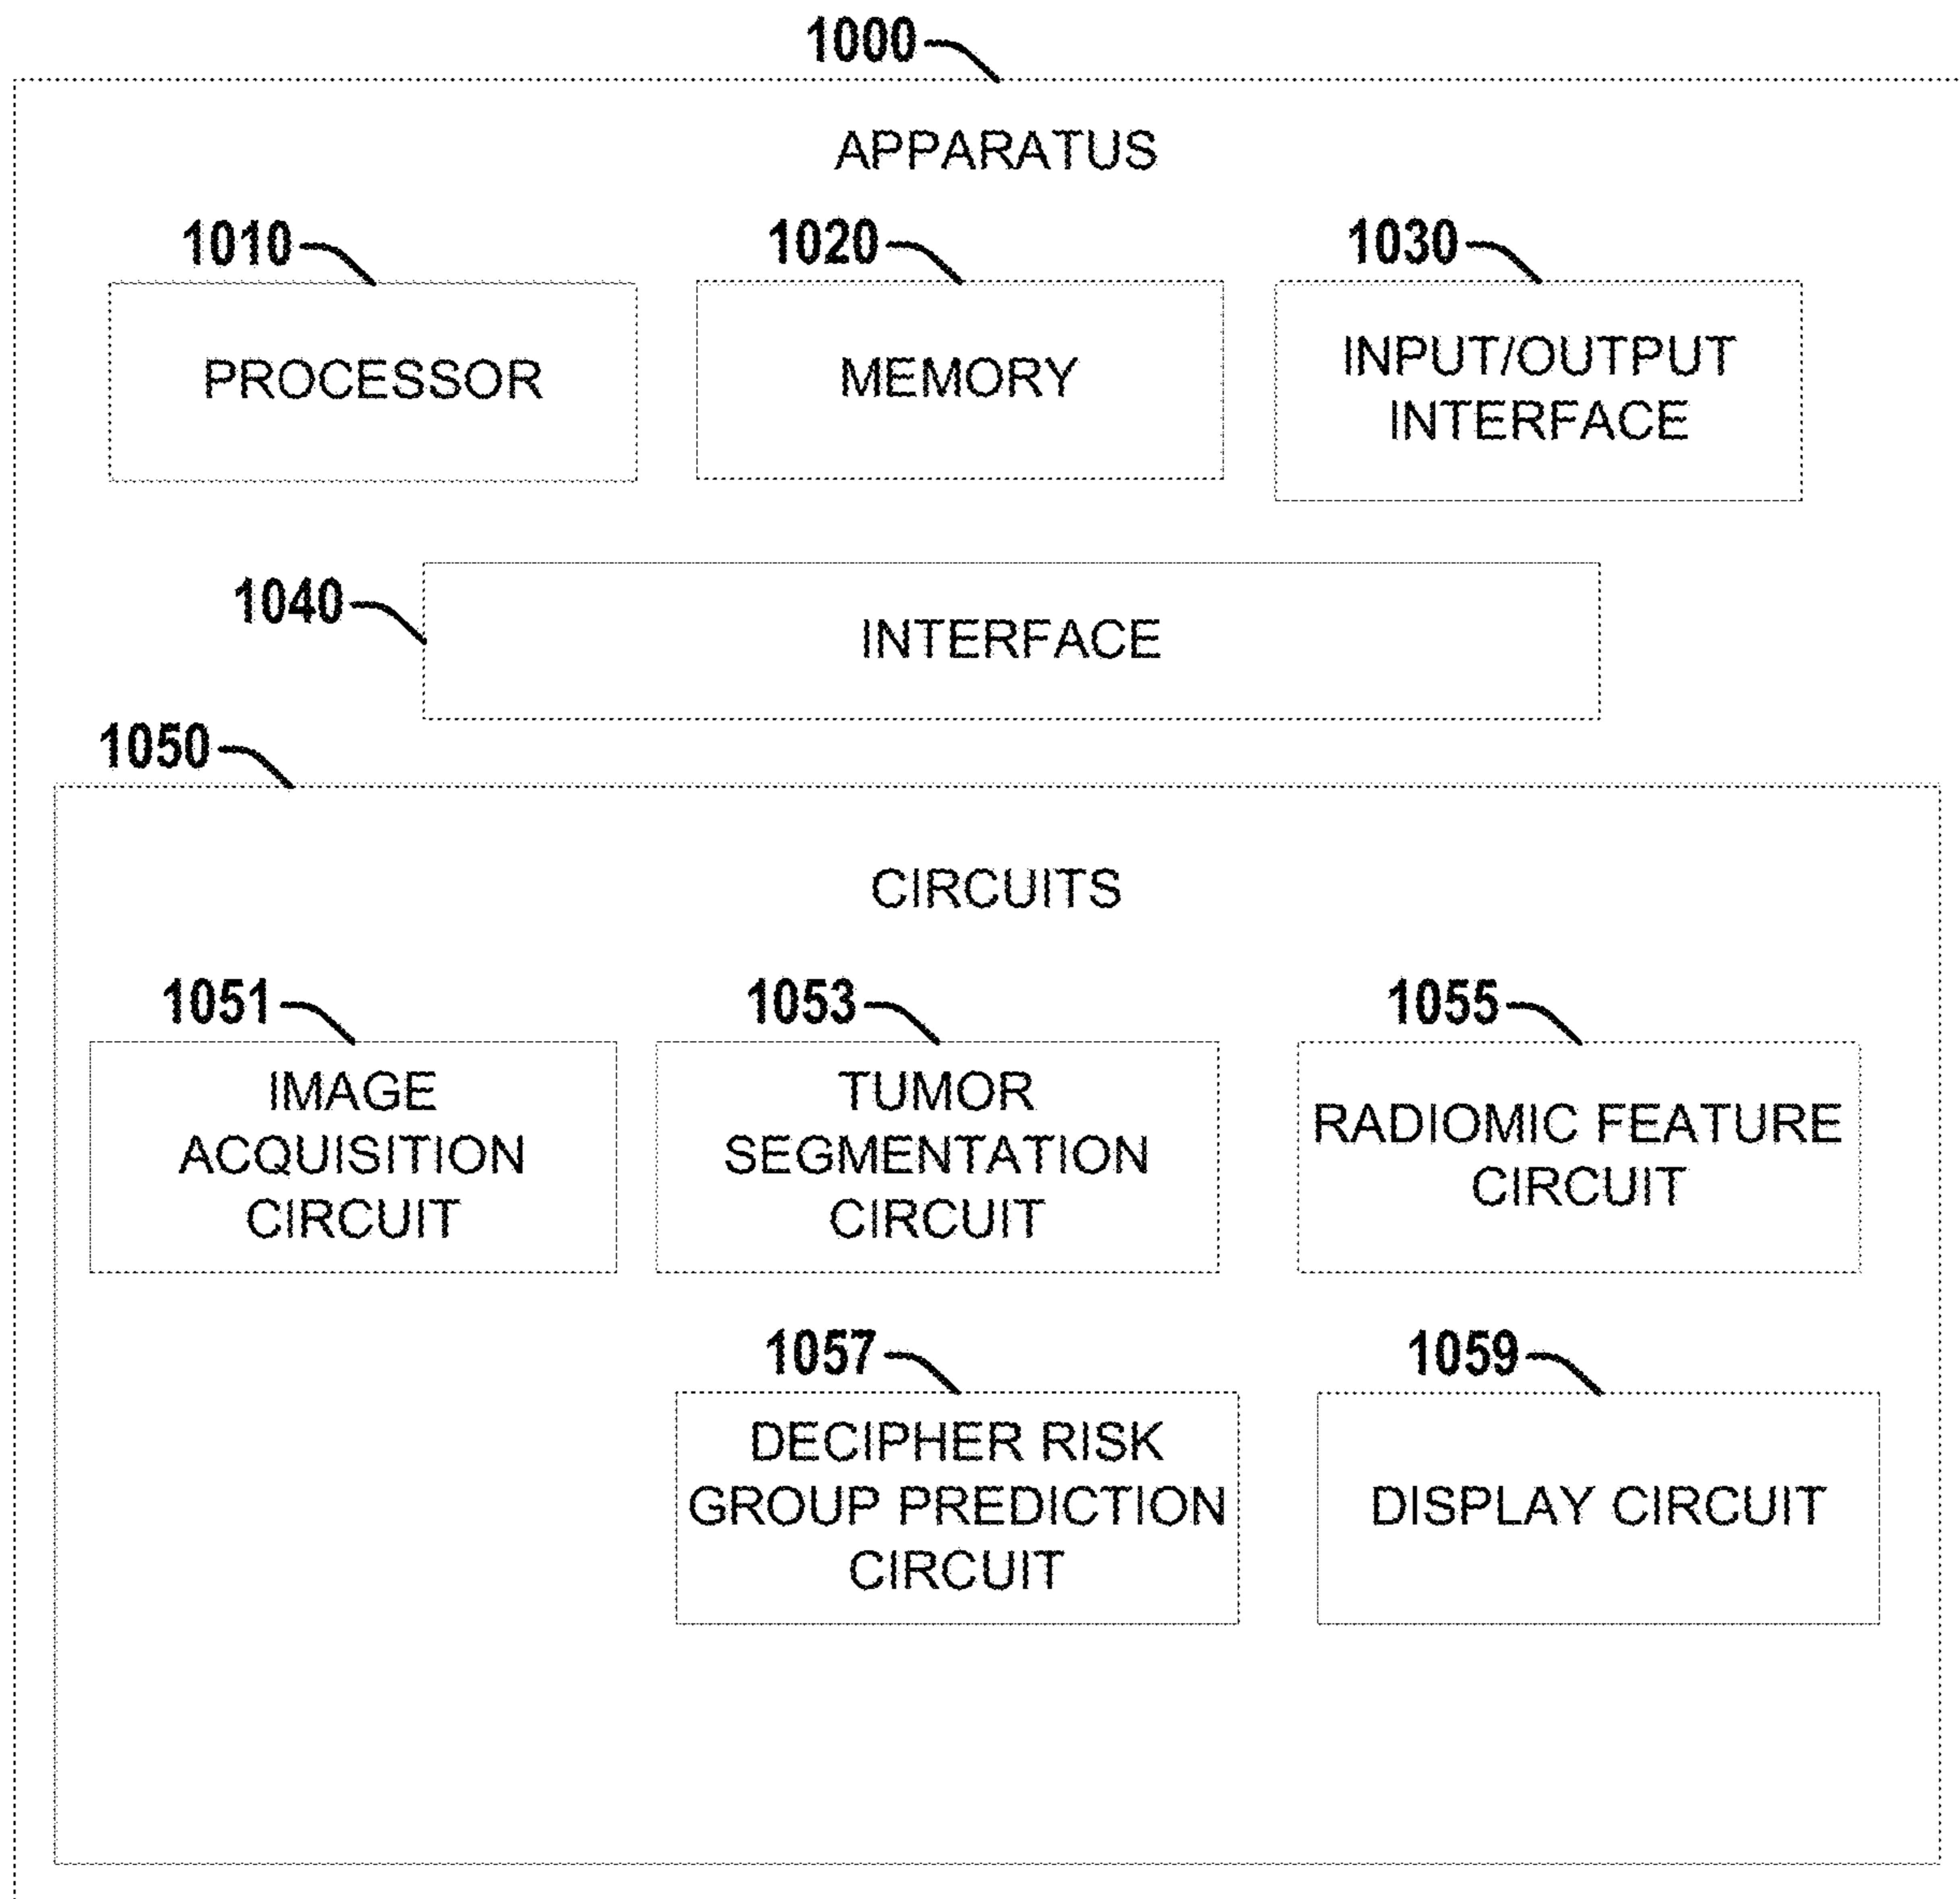 1000
APPARATUS
1010
1020
1030
PROCESSOR
MEMORY
INPUT/OUTPUT
INTERFACE
1040
INTERFACE
1050
CIRCUITS
1051
1053
1055
IMAGE
ACQUISITION
CIRCUIT
TUMOR
SEGMENTATION
CIRCUIT
RADIOMIC FEATURE
CIRCUIT
1057
1059
DECIPHER RISK
GROUP PREDICTION
CIRCUIT
DISPLAY CIRCUIT